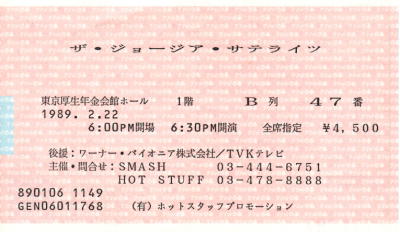 ザ・ジョージア・サテライツ
東京厚生年金会館ホール 1階 B 列 47番
1989. 2.22
6:00PM開場 6:30PM開演 全席指定 ¥4,500
後援:ワーナー・パイオニア株式会社/TVKテレビ
主催・問合せ:SMASH 03-444-6751
HOT STUFF 03-478-8888
890106 1149
GEN06011768 (有)ホットスタッフプロモーション